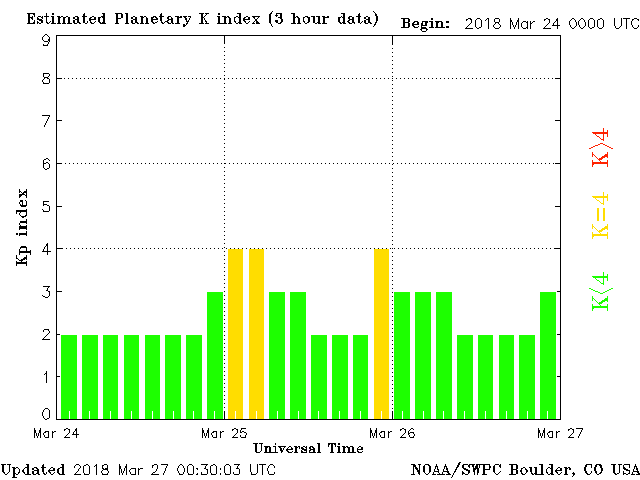 Estimated Planetary K index (3 hour data) Begin: 2018 Mar 24 0000 UTC
9
8
7
6
5
4
3
2
1
0
Kp index
K>4
K=4
K<4
Mar 24 Mar 25 Mar 26 Mar 27
Universal Time
Updated 2018 Mar 27 00:30:03 UTC NOAA/SWPC Boulder, CO USA